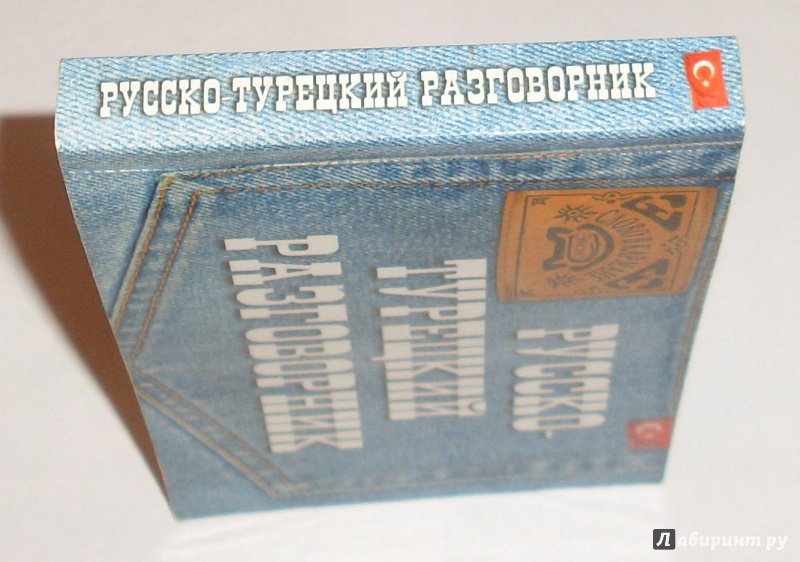 РУССКО-ТУРЕЦКИЙ РАЗГОВОРНИК
РУССКО-
ТУРЕЦКИЙ
РАЗГОВОРНИК
Лабиринт.ру